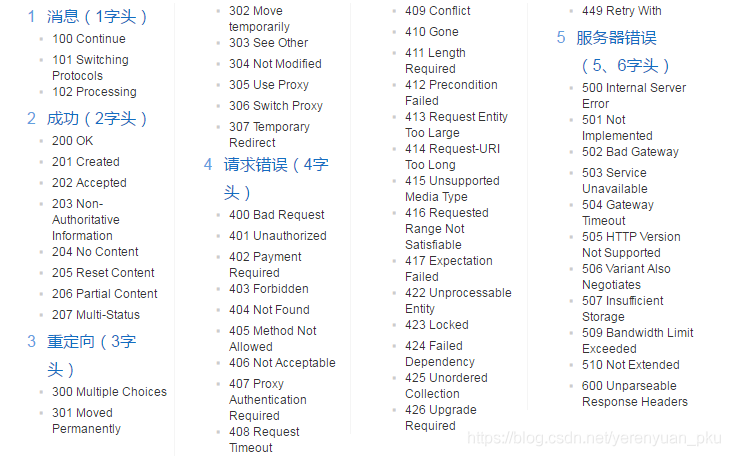 1 消息（1字头）
100 Continue
101 Switching
Protocols
102 Processing
2 成功（2字头）
200 OK
201 Created
202 Accepted
203 Non-
Authoritative
Information
204 No Content
205 Reset Content
206 Partial Content
207 Multi-Status
3 重定向（3字
头）
300 Multiple Choices
301 Moved
Permanently
302 Move
temporarily
303 See Other
304 Not Modified
305 Use Proxy
306 Switch Proxy
307 Temporary
Redirect
4 请求错误（4字
头）
400 Bad Request
401 Unauthorized
402 Payment
Required
403 Forbidden
404 Not Found
405 Method Not
Allowed
406 Not Acceptable
407 Proxy
Authentication
Required
408 Request
Timeout
409 Conflict
410 Gone
411 Length
Required
412 Precondition
Failed
413 Request Entity
Too Large
414 Request-URI
Too Long
415 Unsupported
Media Type
416 Requested
Range Not
Satisfiable
417 Expectation
Failed
422 Unprocessable
Entity
423 Locked
424 Failed
Dependency
425 Unordered
Collection
426 Upgrade
Required
449 Retry With
5 服务器错误
（5、6字头）
500 Internal Server
Error
501 Not
Implemented
502 Bad Gateway
503 Service
Unavailable
504 Gateway
Timeout
505 HTTP Version
Not Supported
506 Variant Also
Negotiates
507 Insufficient
Storage
509 Bandwidth Limit
Exceeded
510 Not Extended
600 Unparseable
Response Headers
https://blog.csdn.net/yerenyuan_pku